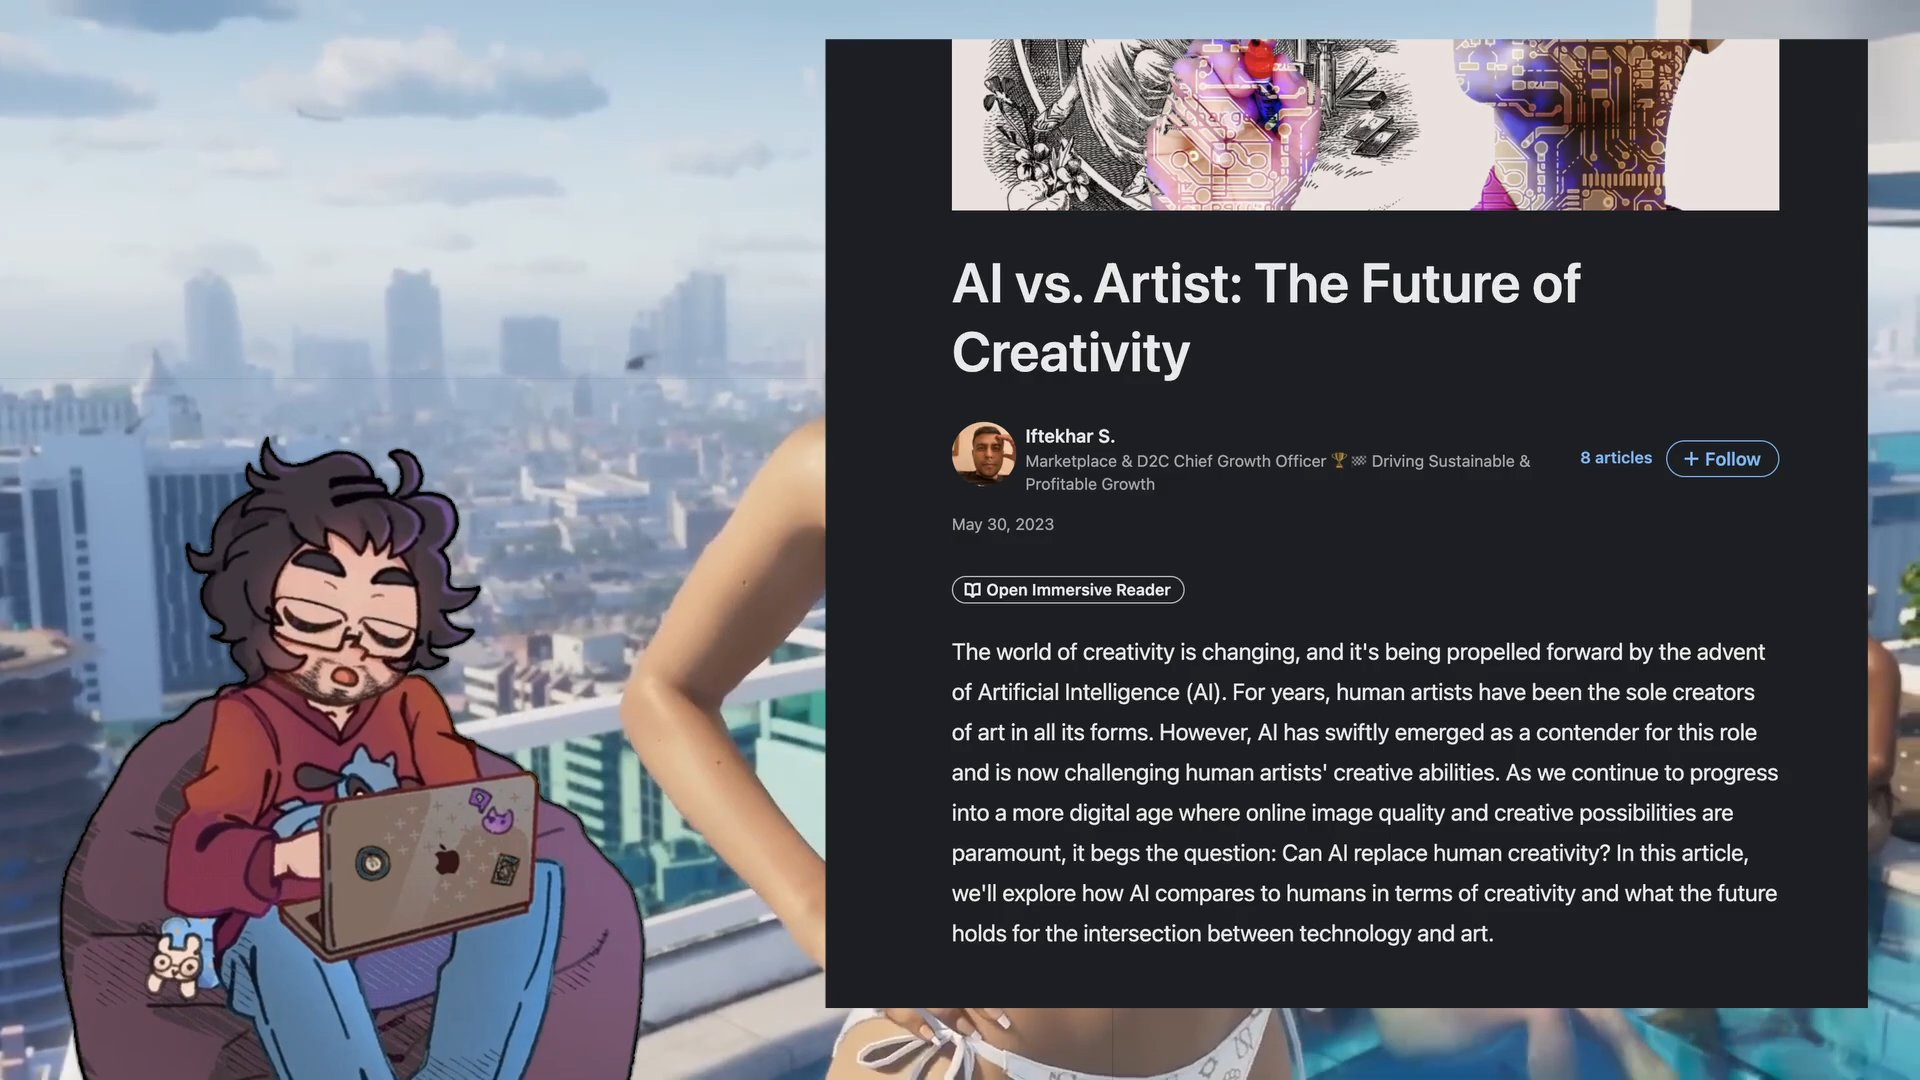 AI vs. Artist: The Future of
Creativity
Iftekhar S.
Marketplace & D2C Chief Growth Officer 🏆🏁 Driving Sustainable &
Profitable Growth
8 articles
+ Follow
May 30, 2023
Open Immersive Reader
The world of creativity is changing, and it's being propelled forward by the advent
of Artificial Intelligence (AI). For years, human artists have been the sole creators
of art in all its forms. However, AI has swiftly emerged as a contender for this role
and is now challenging human artists' creative abilities. As we continue to progress
into a more digital age where online image quality and creative possibilities are
paramount, it begs the question: Can AI replace human creativity? In this article,
we'll explore how AI compares to humans in terms of creativity and what the future
holds for the intersection between technology and art.